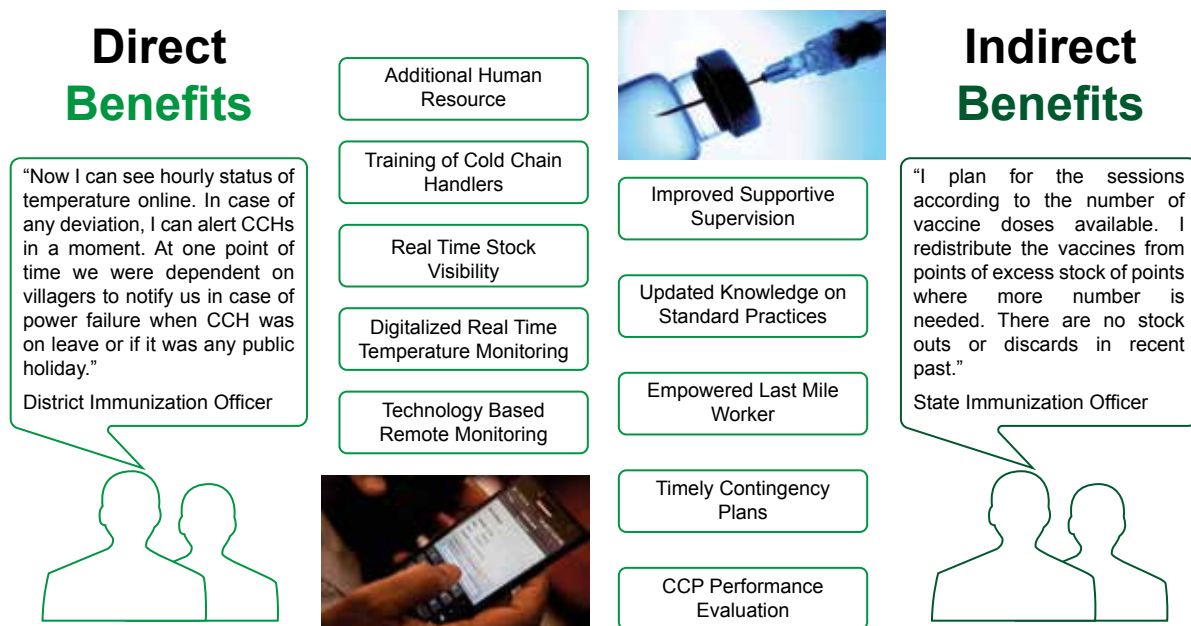 Direct
Benefits
“Now I can see hourly status of
temperature online. In case of
any deviation, I can alert CCHs
in a moment. At one point of
time we were dependent on
villagers to notify us in case of
power failure when CCH was
on leave or if it was any public
holiday.”
District Immunization Officer
Additional Human
Resource
Training of Cold Chain
Handlers
Real Time Stock
Visibility
Digitalized Real Time
Temperature Monitoring
Technology Based
Remote Monitoring
Improved Supportive
Supervision
Updated Knowledge on
Standard Practices
Empowered Last Mile
Worker
Timely Contingency
Plans
CCP Performance
Evaluation
Indirect
Benefits
“I plan for the sessions
according to the number of
vaccine doses available. I
redistribute the vaccines from
points of excess stock of points
where more number is
needed. There are no stock
outs or discards in recent
past.”
State Immunization Officer